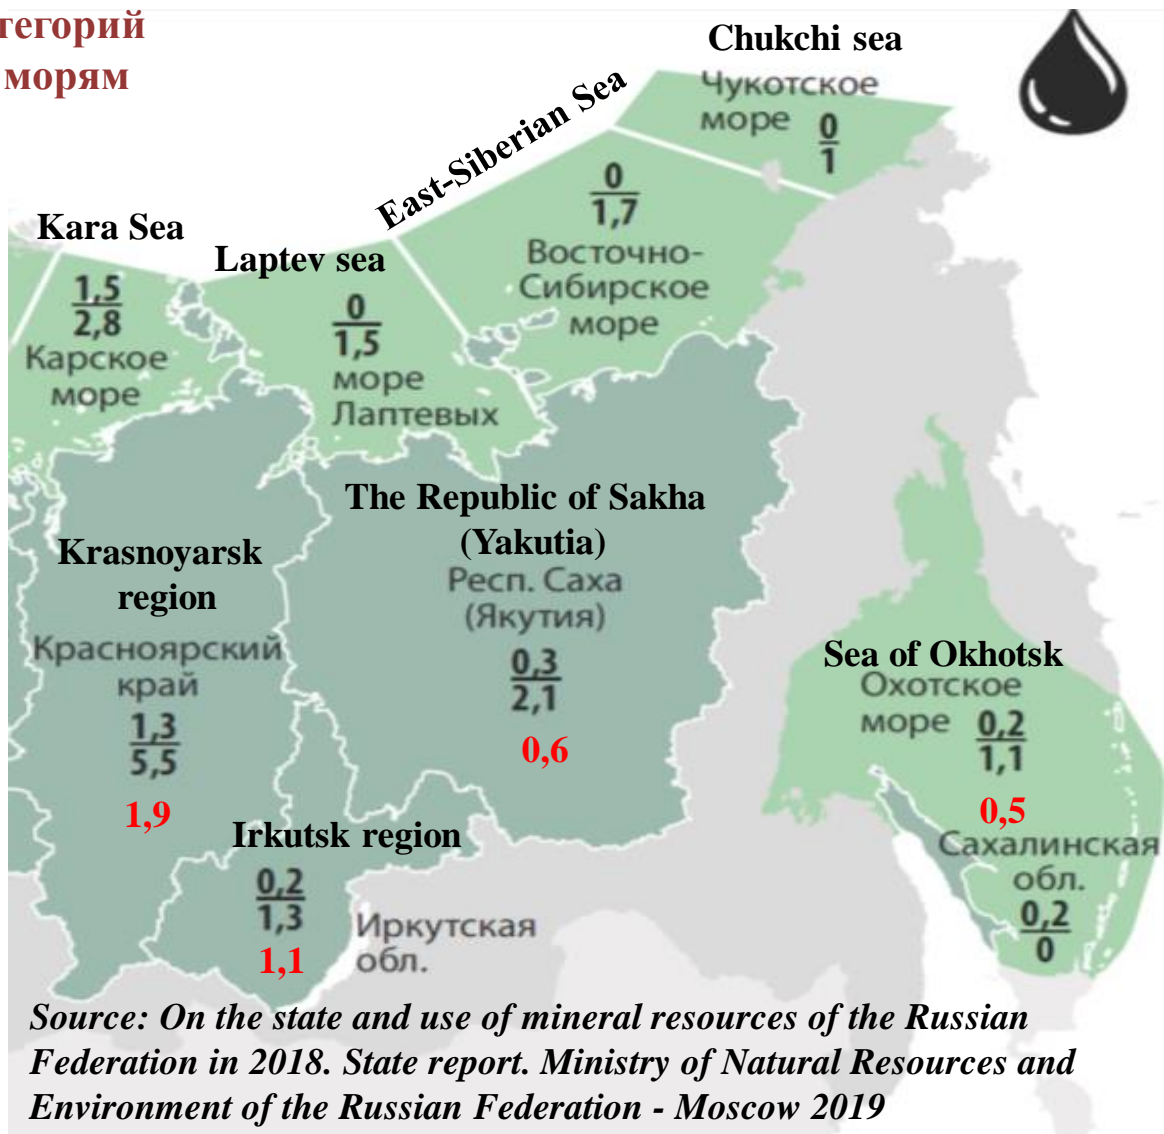 тегорий
морям
Chukchi sea
Чукотское
море
0
1
East-Siberian Sea
0
1,7
Восточно-
Сибирское
море
Kara Sea
1,5
2,8
Карское
море
Laptev sea
0
1,5
море
Лаптевых
The Republic of Sakha
(Yakutia)
Респ. Саха
(Якутия)
0,3
2,1
0,6
Krasnoyarsk
region
Красноярский
край
1,3
5,5
1,9
Sea of Okhotsk
Охотское
море
0,2
1,1
0,5
Irkutsk region
0,2
1,3
1,1
Иркутская
обл.
Сахалинская
обл.
0,2
0
Source: On the state and use of mineral resources of the Russian
Federation in 2018. State report. Ministry of Natural Resources and
Environment of the Russian Federation - Moscow 2019